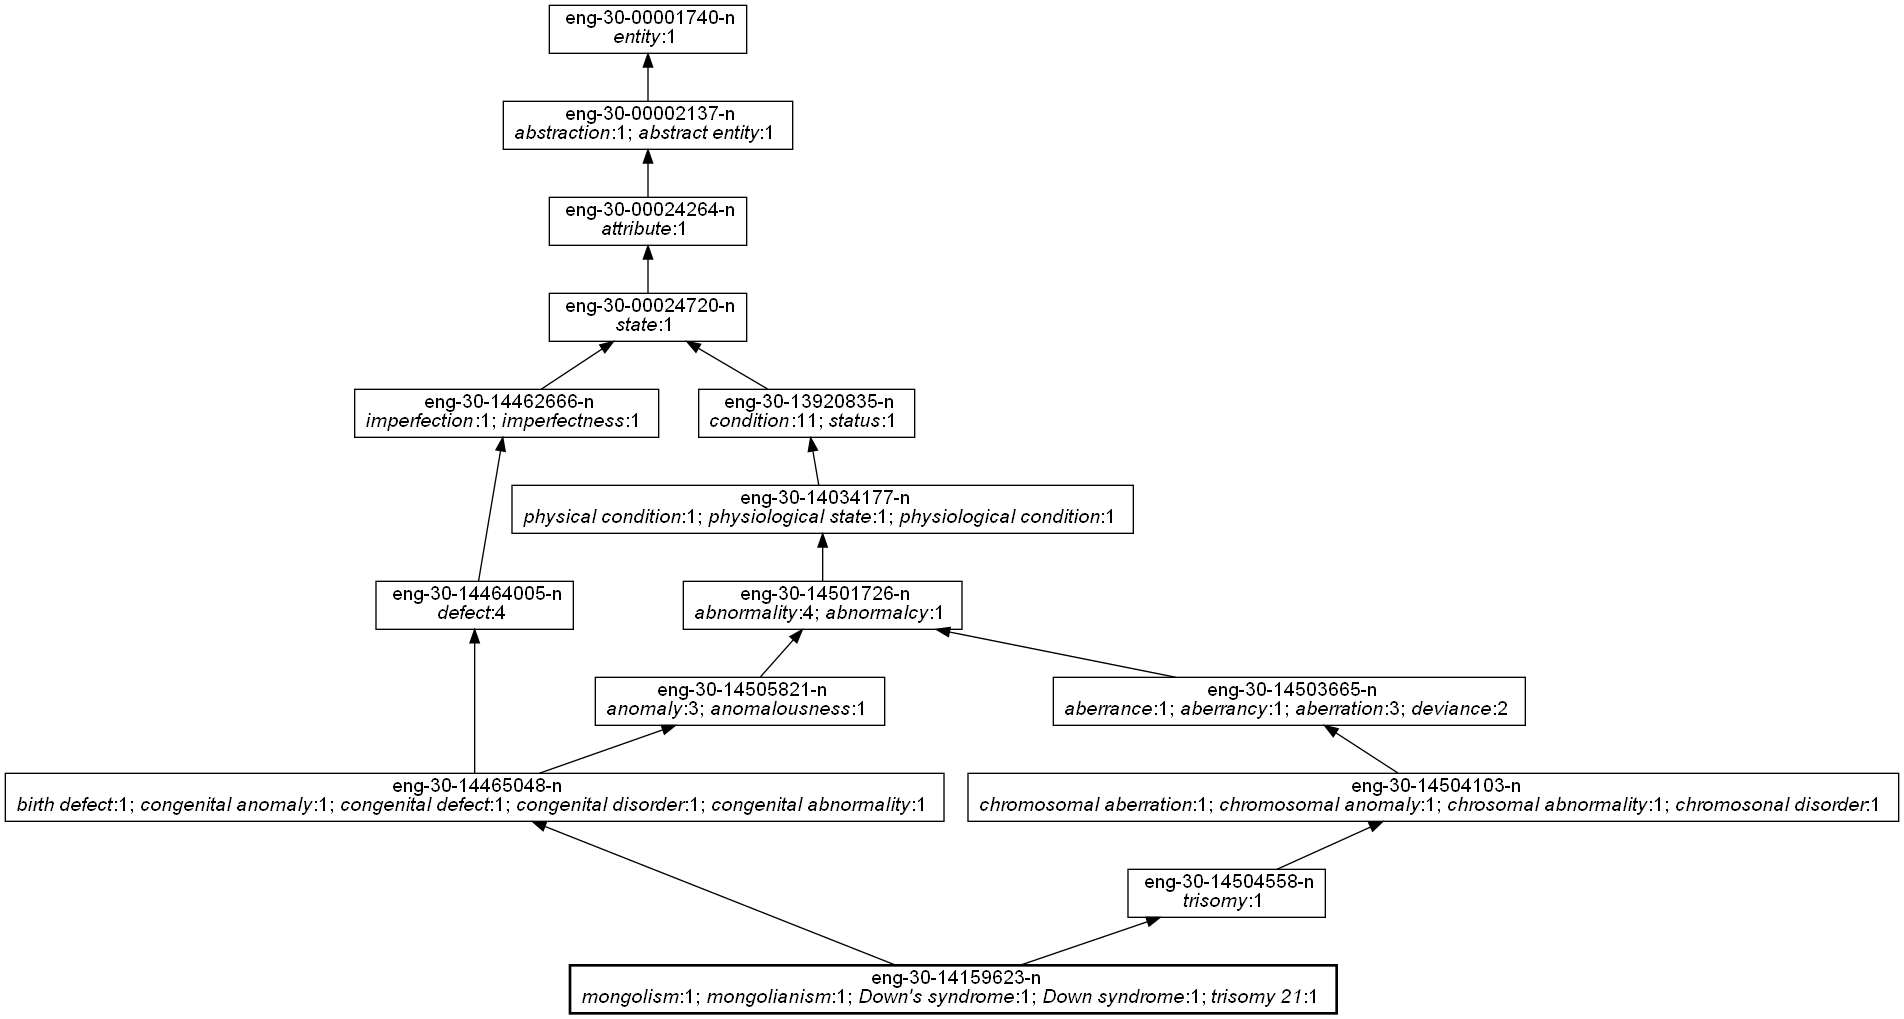 eng-30-00001740-n
entity:1
eng-30-00002137-n
abstraction:1; abstract entity:1
eng-30-00024264-n
attribute:1
eng-30-00024720-n
state:1
eng-30-14462666-n
imperfection:1; imperfectness:1
eng-30-13920835-n
condition:11; status:1
eng-30-14034177-n
physical condition:1; physiological state:1; physiological condition:1
eng-30-14464005-n
defect:4
eng-30-14501726-n
abnormality:4; abnormalcy:1
eng-30-14505821-n
anomaly:3; anomalousness:1
eng-30-14503665-n
aberrance:1; aberrancy:1; aberration:3; deviance:2
eng-30-14465048-n
birth defect:1; congenital anomaly:1; congenital defect:1; congenital disorder:1; congenital abnormality:1
eng-30-14504103-n
chromosomal aberration:1; chromosomal anomaly:1; chrosomal abnormality:1; chromosonal disorder:1
eng-30-14504558-n
trisomy:1
eng-30-14159623-n
mongolism:1; mongolianism:1; Down's syndrome:1; Down syndrome:1; trisomy 21:1